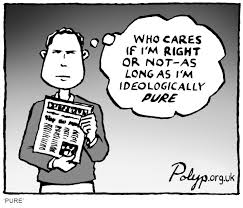 WHO CARES
IF I'M RIGHT
OR NOT-AS
LONG AS I'M
IDEOLOGICALLY
PURE
Polyp.org.uk
'PURE'